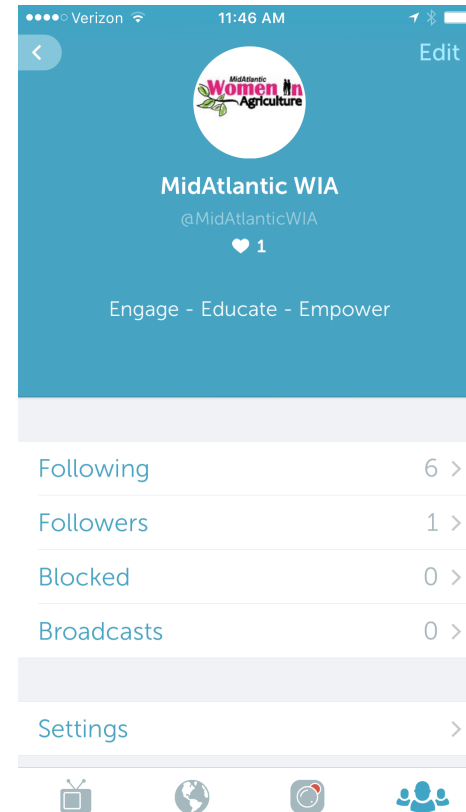 Verizon 11:46 AM
Edit
MidAtlantic
Women In
Agriculture
MidAtlantic WIA
@MidAtlanticWIA
1
Engage - Educate - Empower
Following 6
Followers 1
Blocked 0
Broadcasts 0
Settings